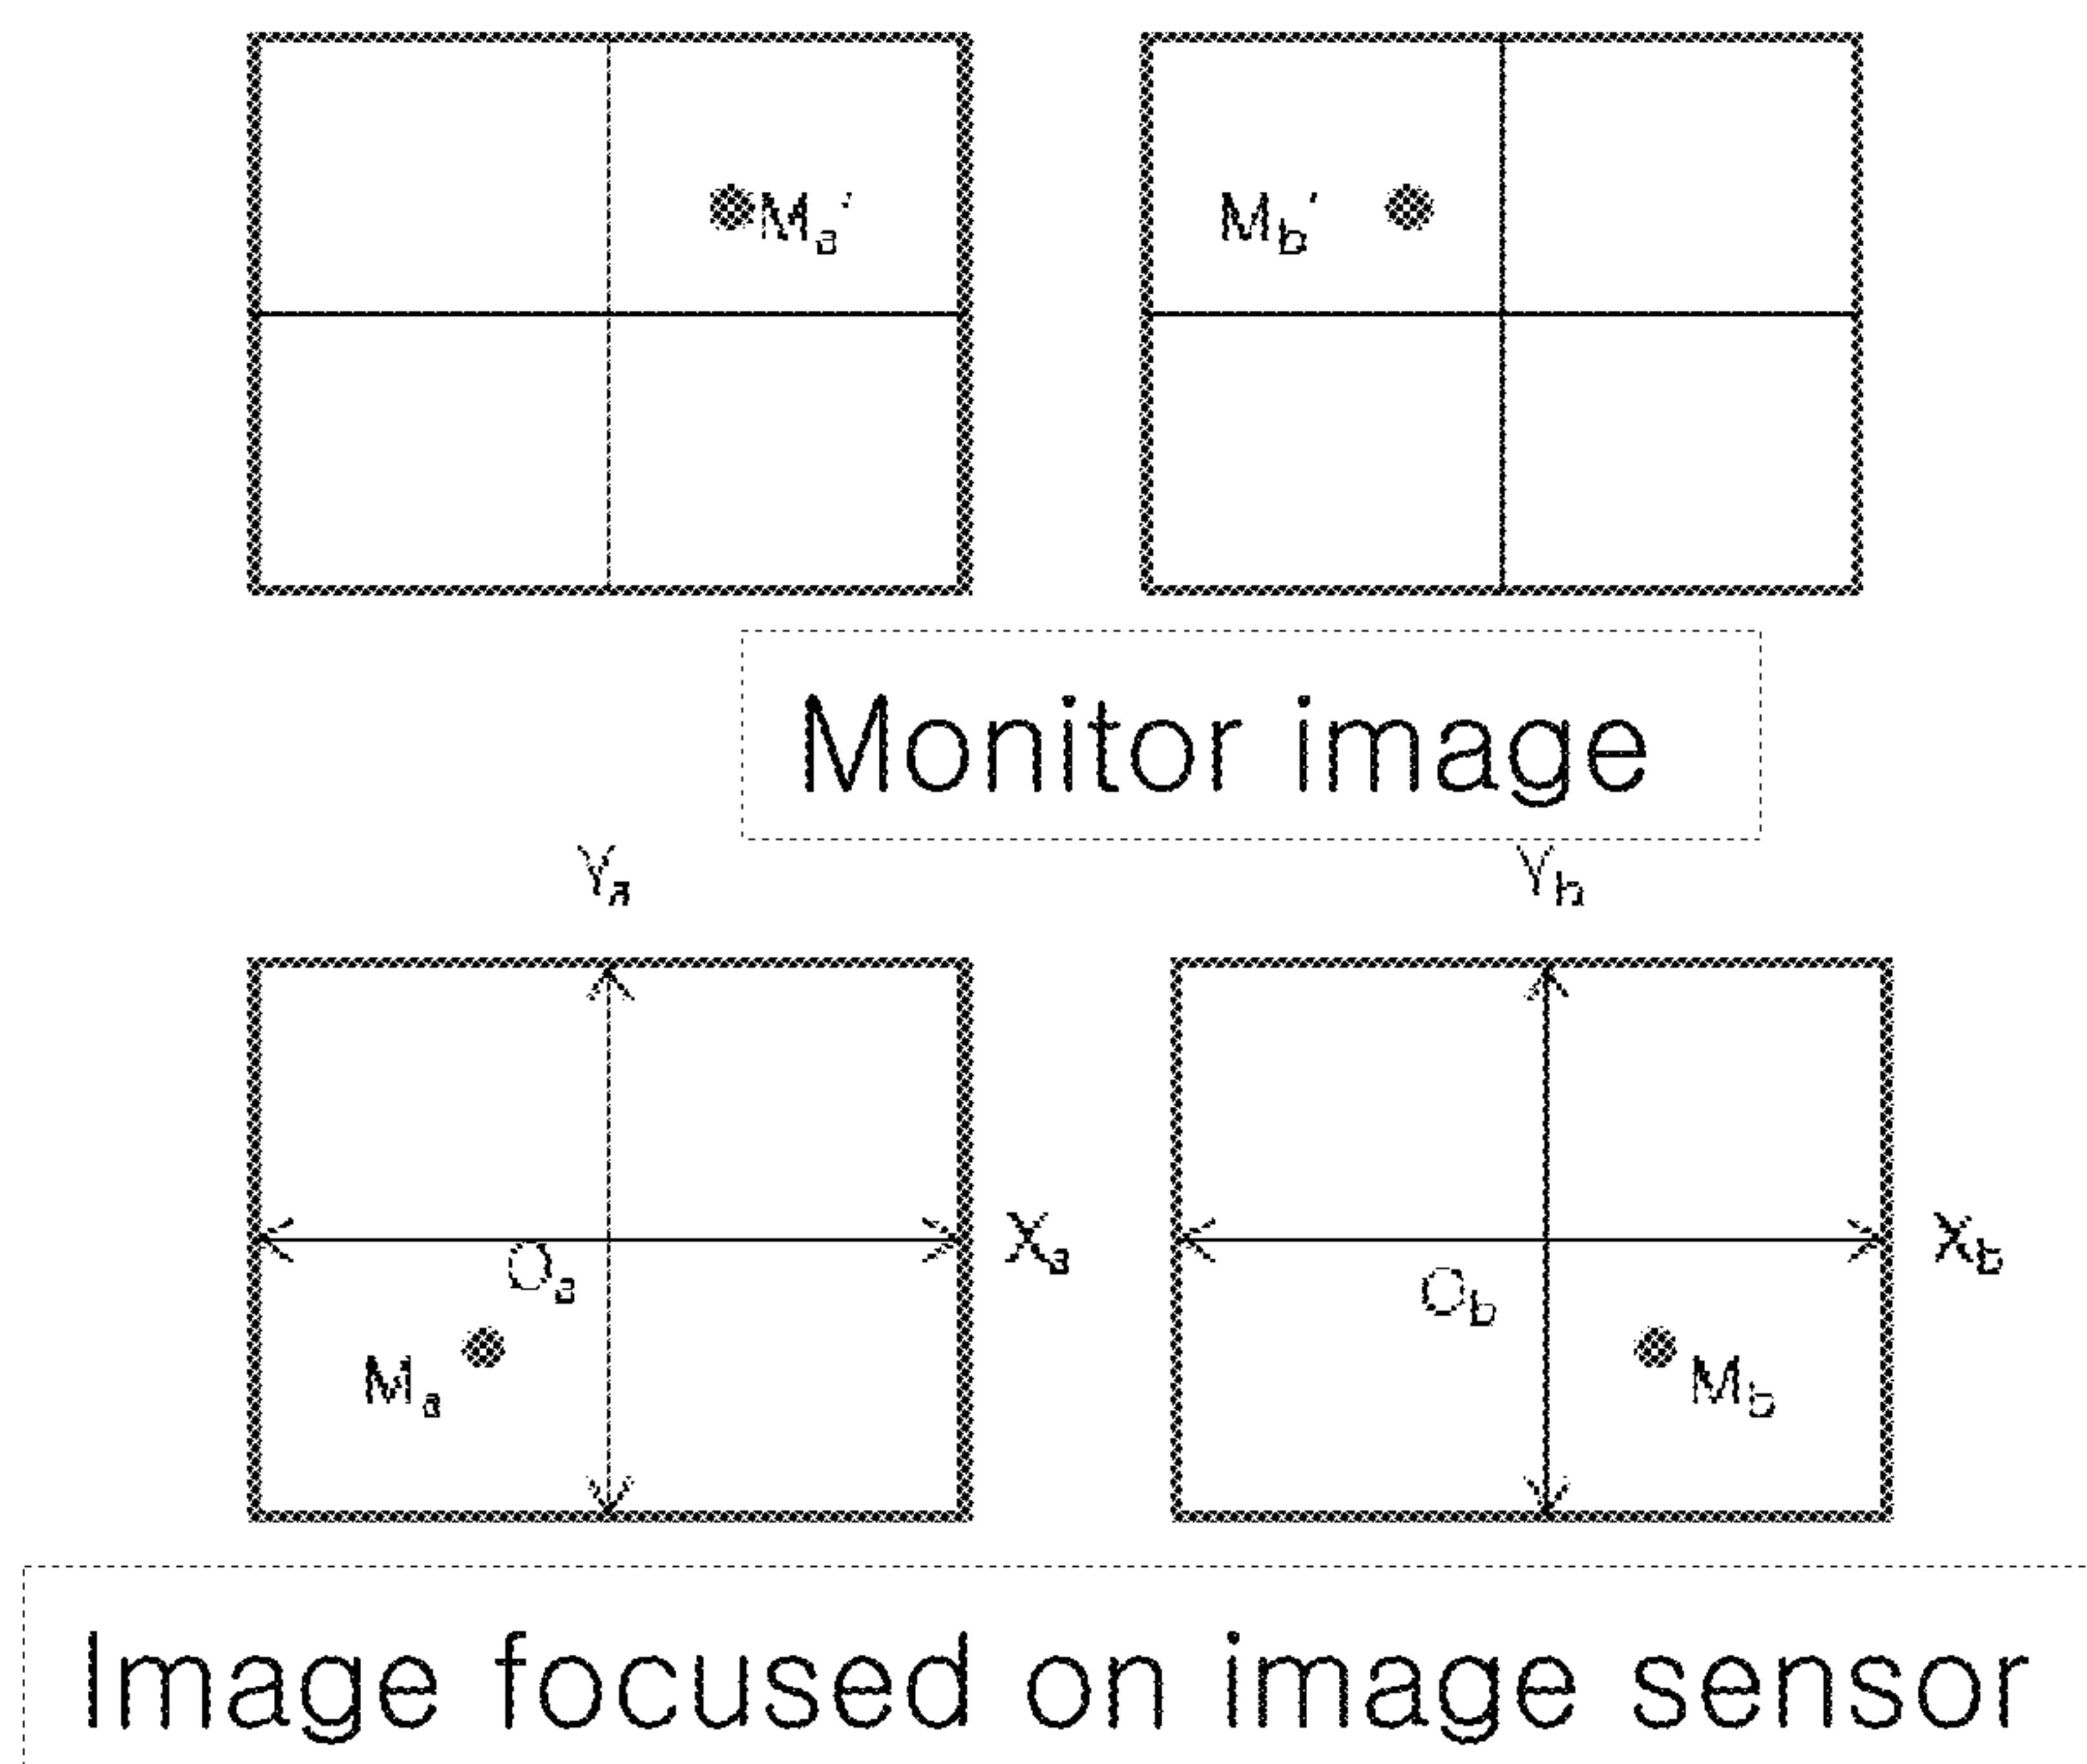 Ma′
Mb′
Monitor image
Ya
Yb
Oa
Xa
Ob
Xb
Ma
Mb
Image focused on image sensor